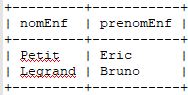 nomEnf | prenomEnf
Petit | Eric
Legrand | Bruno